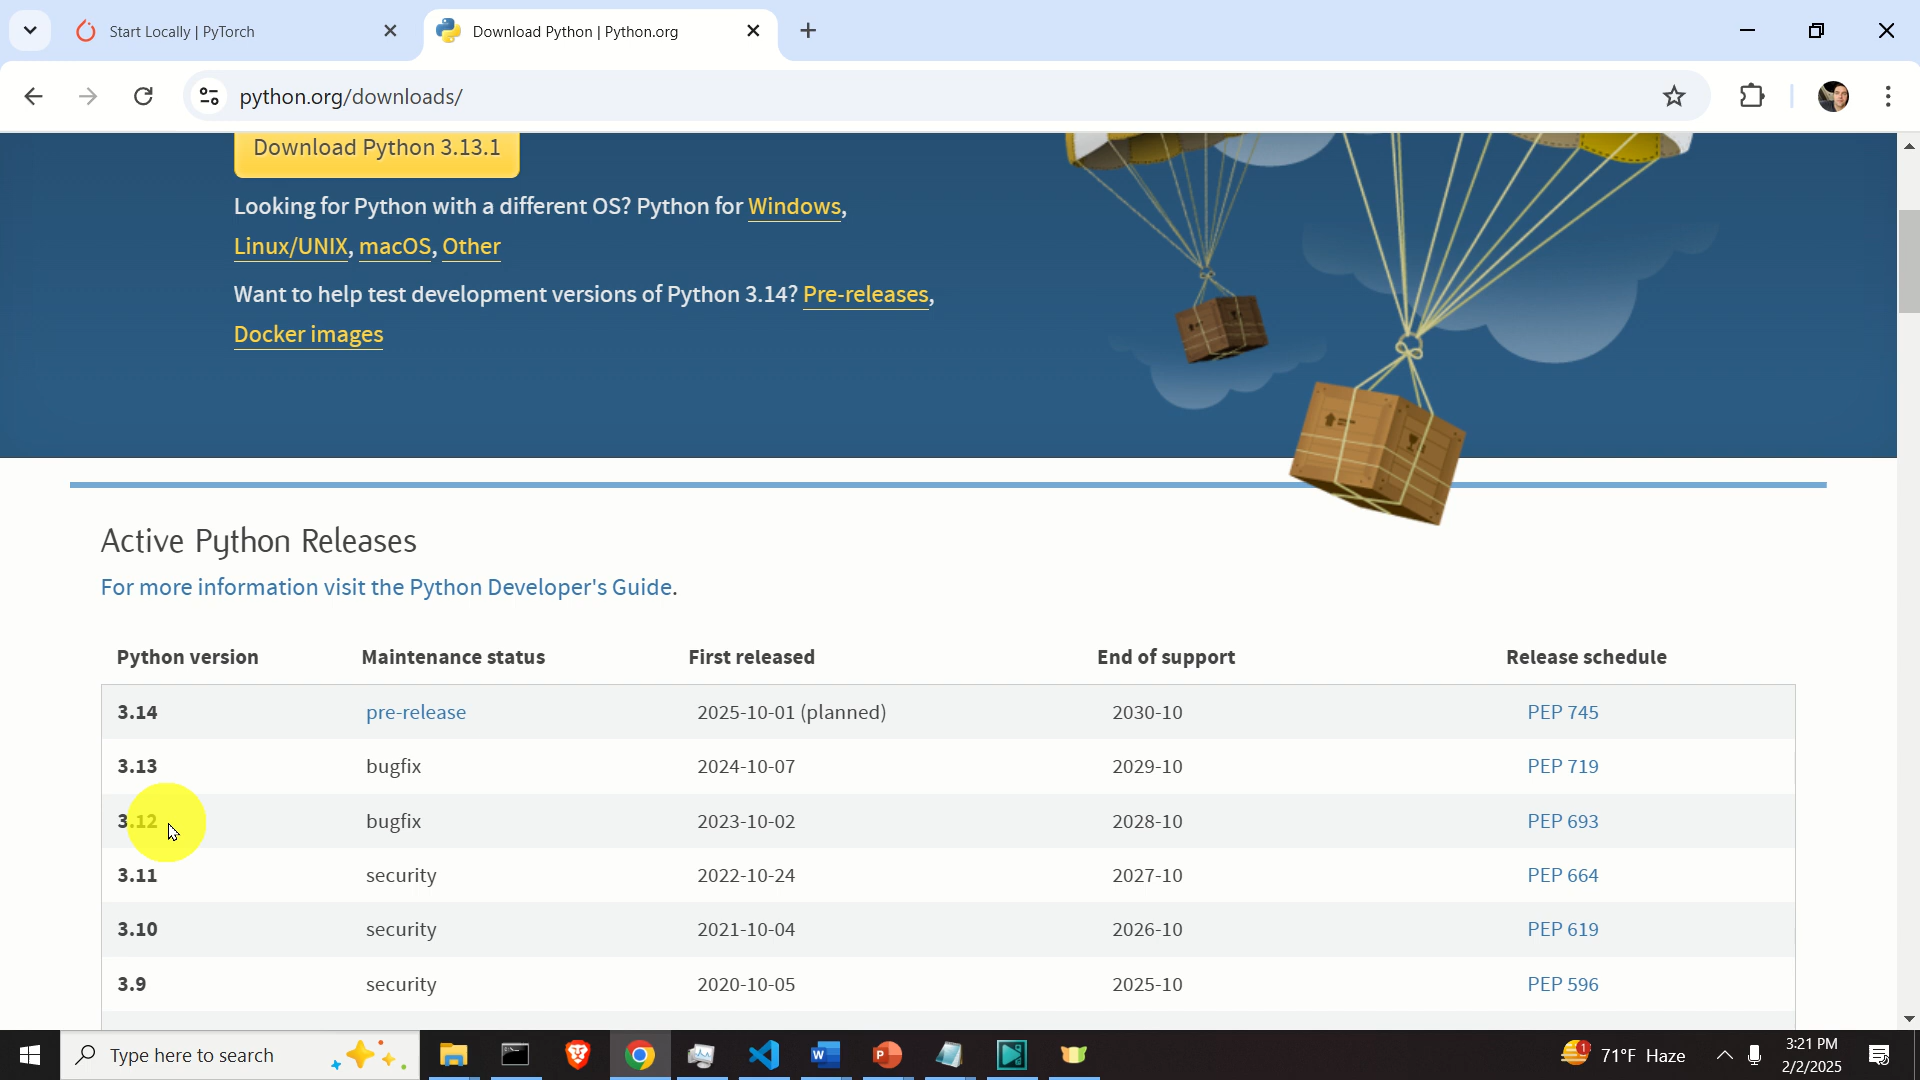 Start Locally | PyTorch
Download Python | Python.org
python.org/downloads/
Download Python 3.13.1
Looking for Python with a different OS? Python for Windows,
Linux/UNIX, macOS, Other
Want to help test development versions of Python 3.14? Pre-releases,
Docker images
Active Python Releases
For more information visit the Python Developer's Guide.
Python version Maintenance status First released End of support Release schedule
3.14 pre-release 2025-10-01 (planned) 2030-10 PEP 745
3.13 bugfix 2024-10-07 2029-10 PEP 719
3.12 bugfix 2023-10-02 2028-10 PEP 693
3.11 security 2022-10-24 2027-10 PEP 664
3.10 security 2021-10-04 2026-10 PEP 619
3.9 security 2020-10-05 2025-10 PEP 596
Type here to search
1
71°F Haze
3:21 PM
2/2/2025